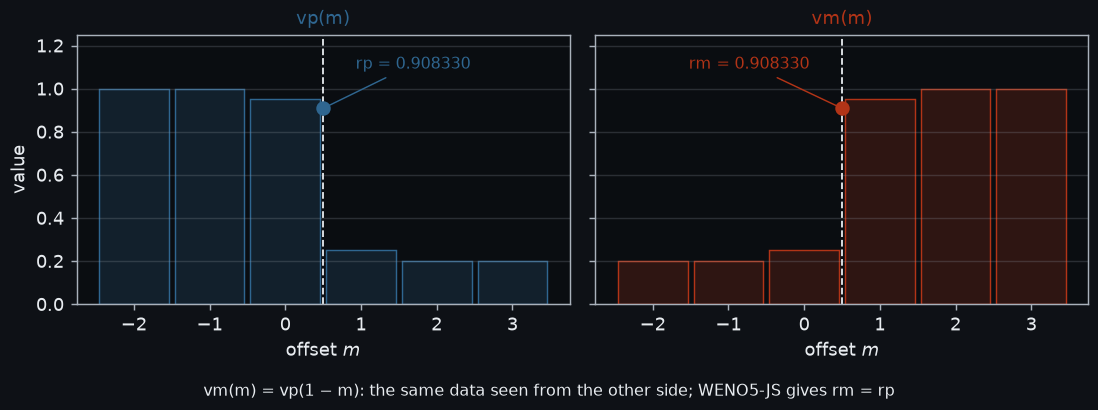 vp(m)
vm(m)
rp = 0.908330
rm = 0.908330
value
1.2
1.0
0.8
0.6
0.4
0.2
0.0
−2 −1 0 1 2 3
−2 −1 0 1 2 3
offset m
offset m
vm(m) = vp(1 − m): the same data seen from the other side; WENO5-JS gives rm = rp